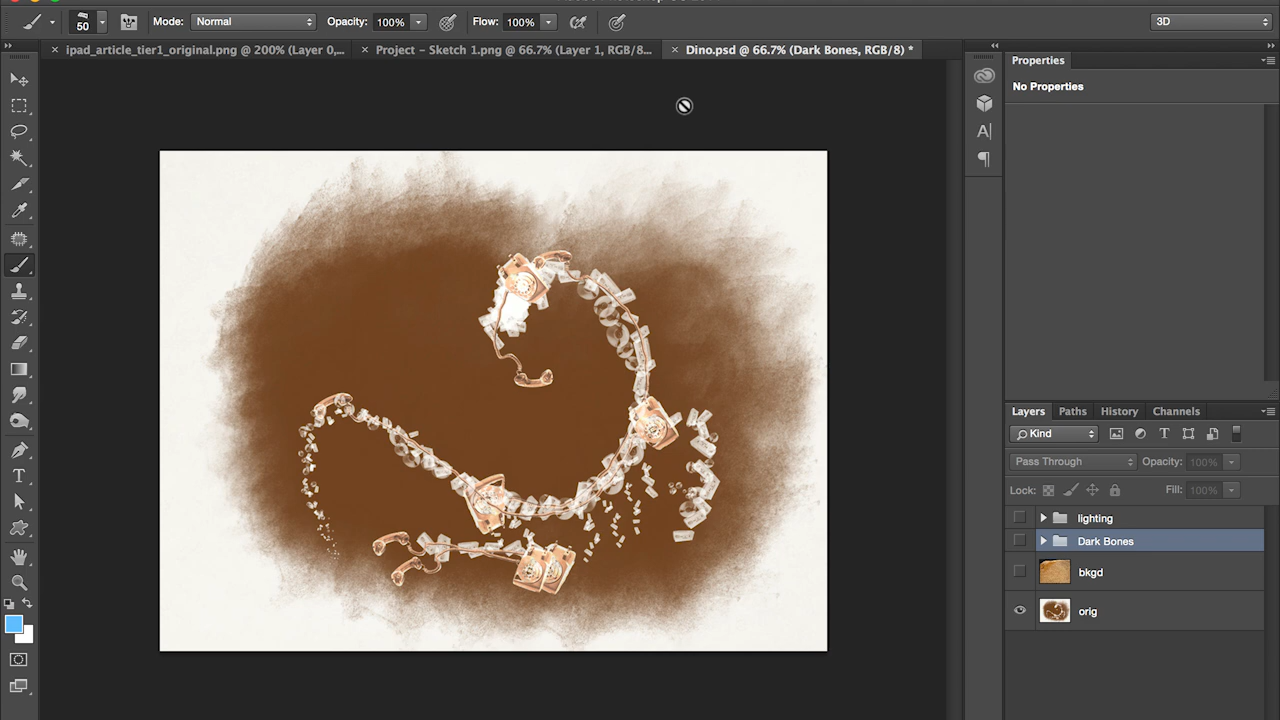 50
Mode: Normal
Opacity: 100%
Flow: 100%
3D
ipad_article_tier1_original.png @ 200% (Layer 0,...
Project – Sketch 1.png @ 66.7% (Layer 1, RGB/8...
Dino.psd @ 66.7% (Dark Bones, RGB/8) *
Properties
No Properties
Layers Paths History Channels
Kind
Pass Through Opacity: 100%
Lock: Fill: 100%
lighting
Dark Bones
bkgd
orig